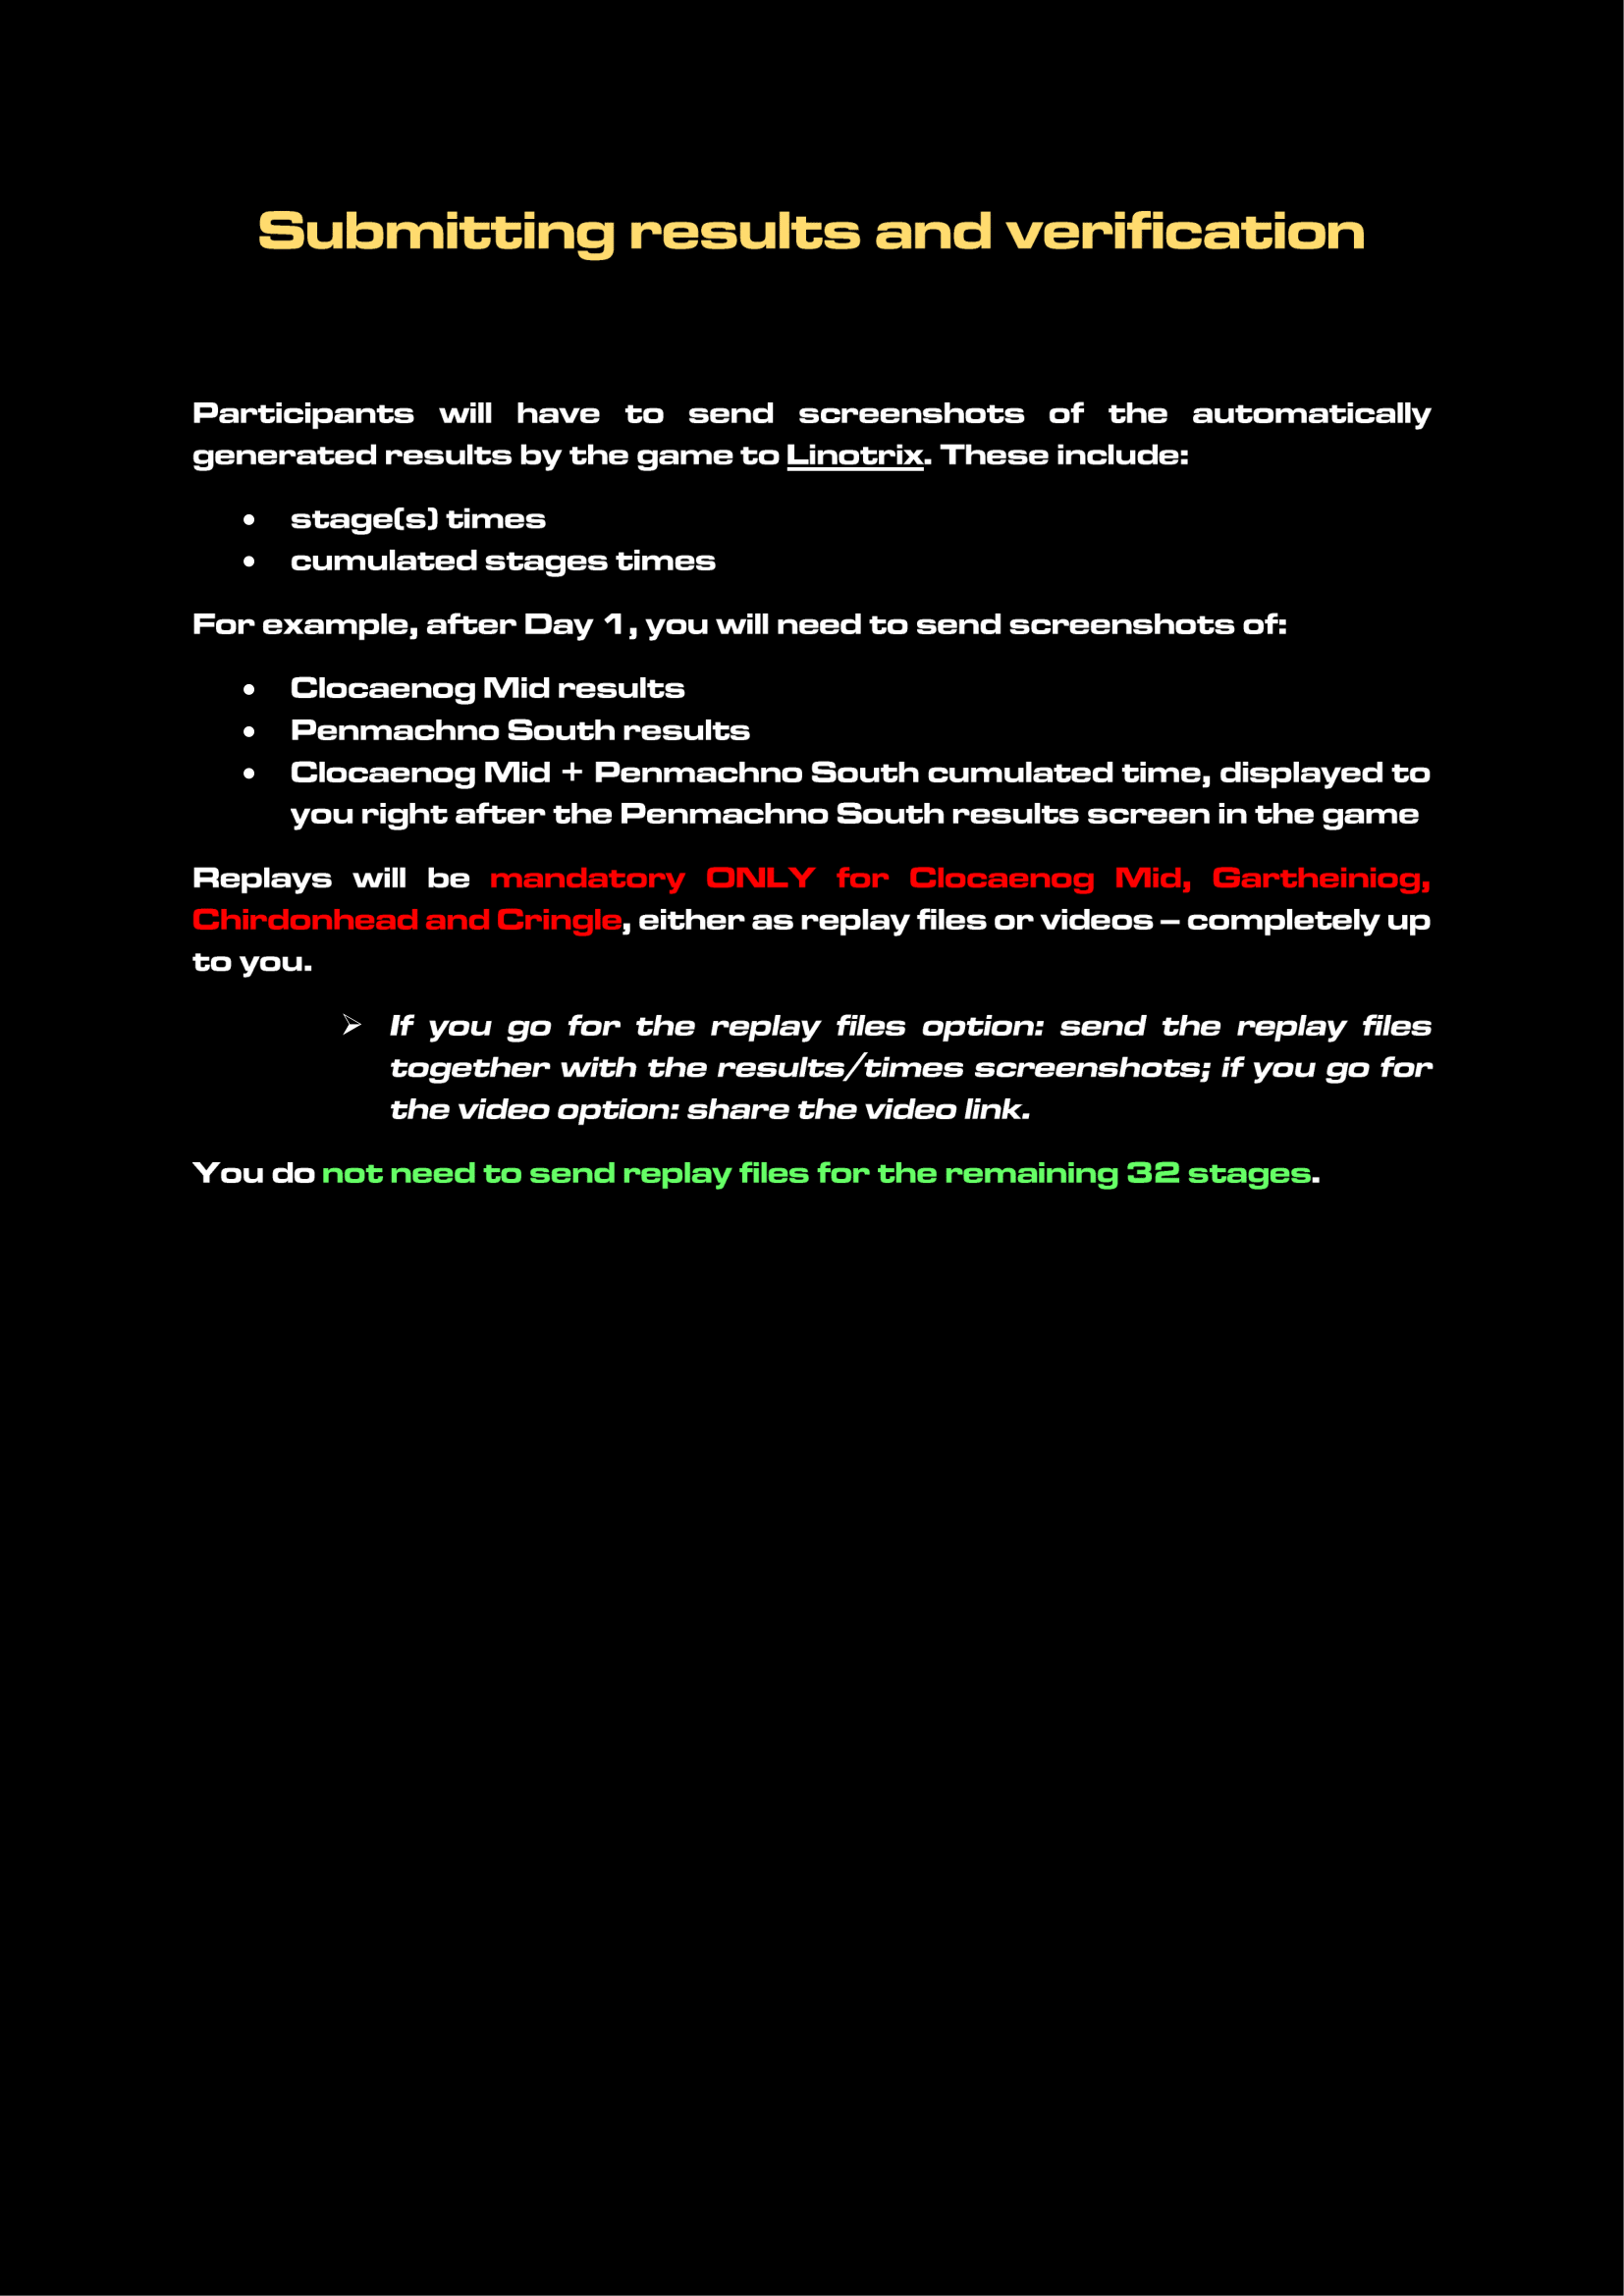 Submitting results and verification
Participants will have to send screenshots of the automatically
generated results by the game to Linotrix. These include:
• stage(s) times
• cumulated stages times
For example, after Day 1, you will need to send screenshots of:
• Clocaenog Mid results
• Penmachno South results
• Clocaenog Mid + Penmachno South cumulated time, displayed to
you right after the Penmachno South results screen in the game
Replays will be mandatory ONLY for Clocaenog Mid, Gartheiniog,
Chirdonhead and Cringle, either as replay files or videos – completely up
to you.
➢ If you go for the replay files option: send the replay files
together with the results/times screenshots; if you go for
the video option: share the video link.
You do not need to send replay files for the remaining 32 stages.